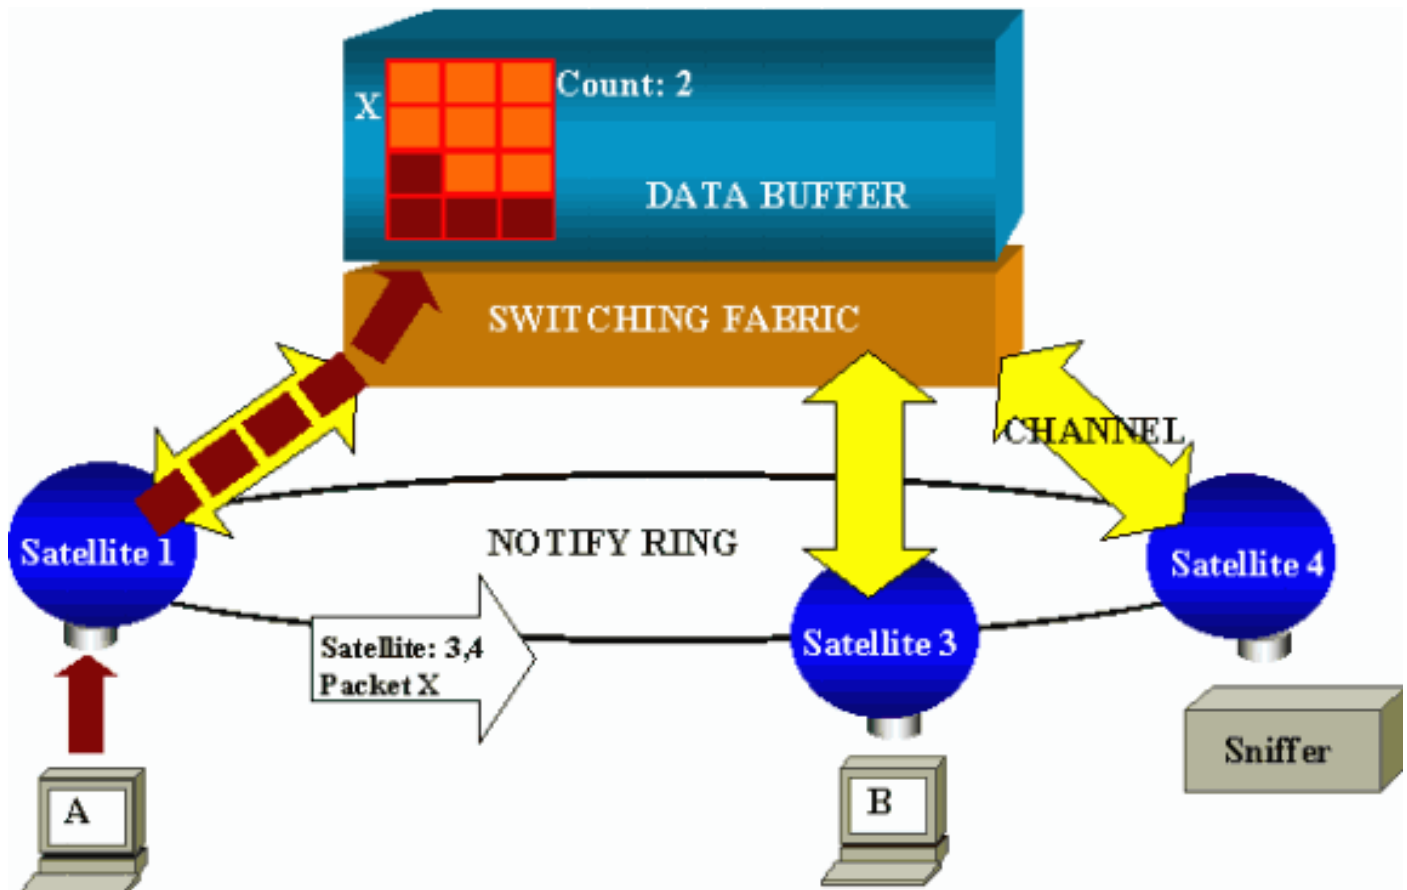 X
Count: 2
DATA BUFFER
SWITCHING FABRIC
CHANNEL
Satellite 1
NOTIFY RING
Satellite 4
Satellite: 3,4
Packet X
Satellite 3
Sniffer
A
B